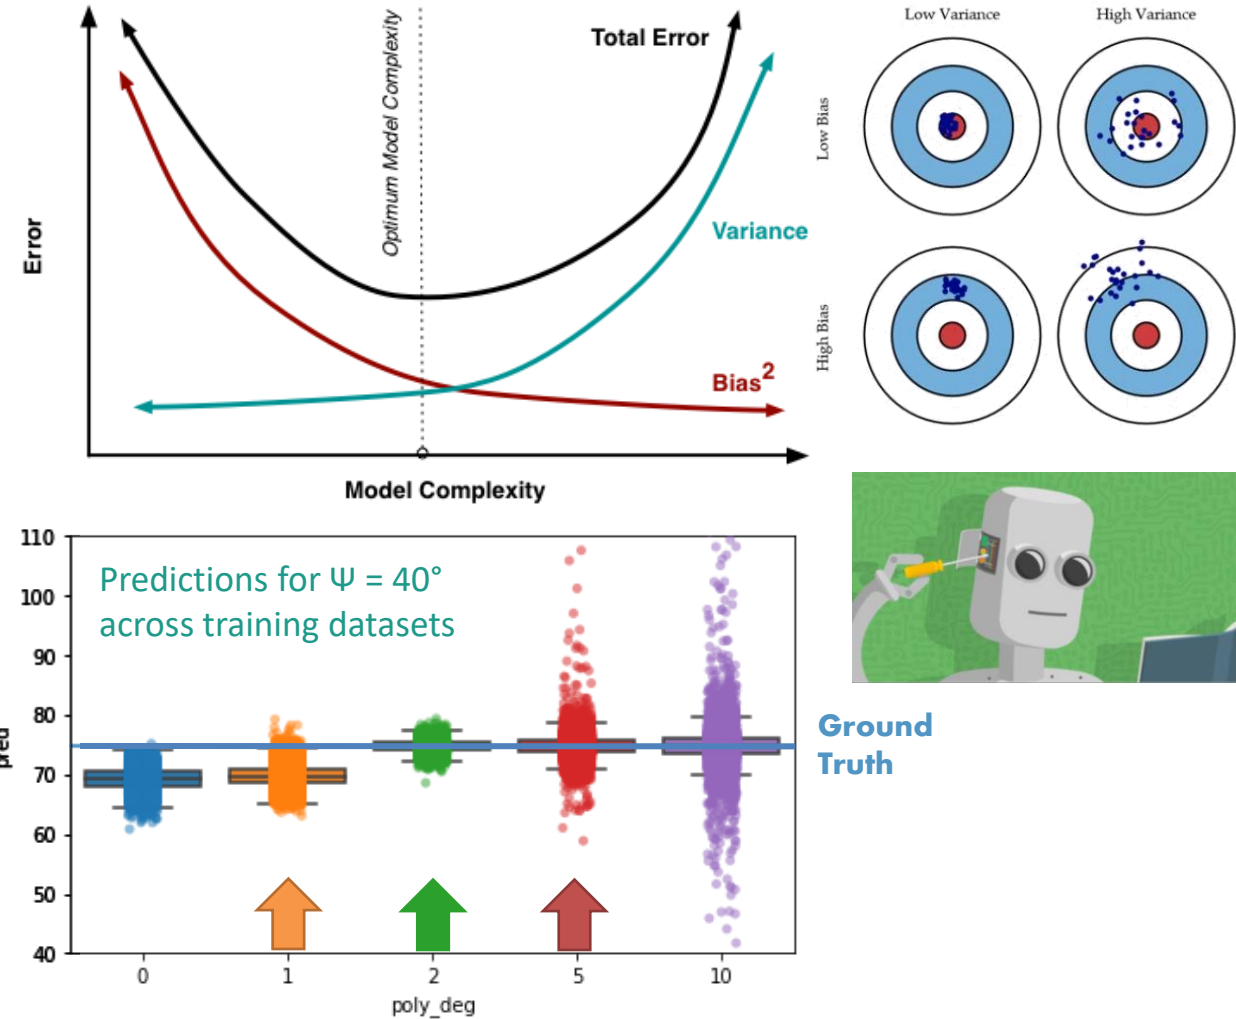 Error
Optimum Model Complexity
Total Error
Variance
Bias²
Model Complexity
Low Variance
High Variance
Low Bias
High Bias
110
100
90
80
70
60
50
40
pred
Predictions for Ψ = 40°
across training datasets
Ground
Truth
0
1
2
5
10
poly_deg